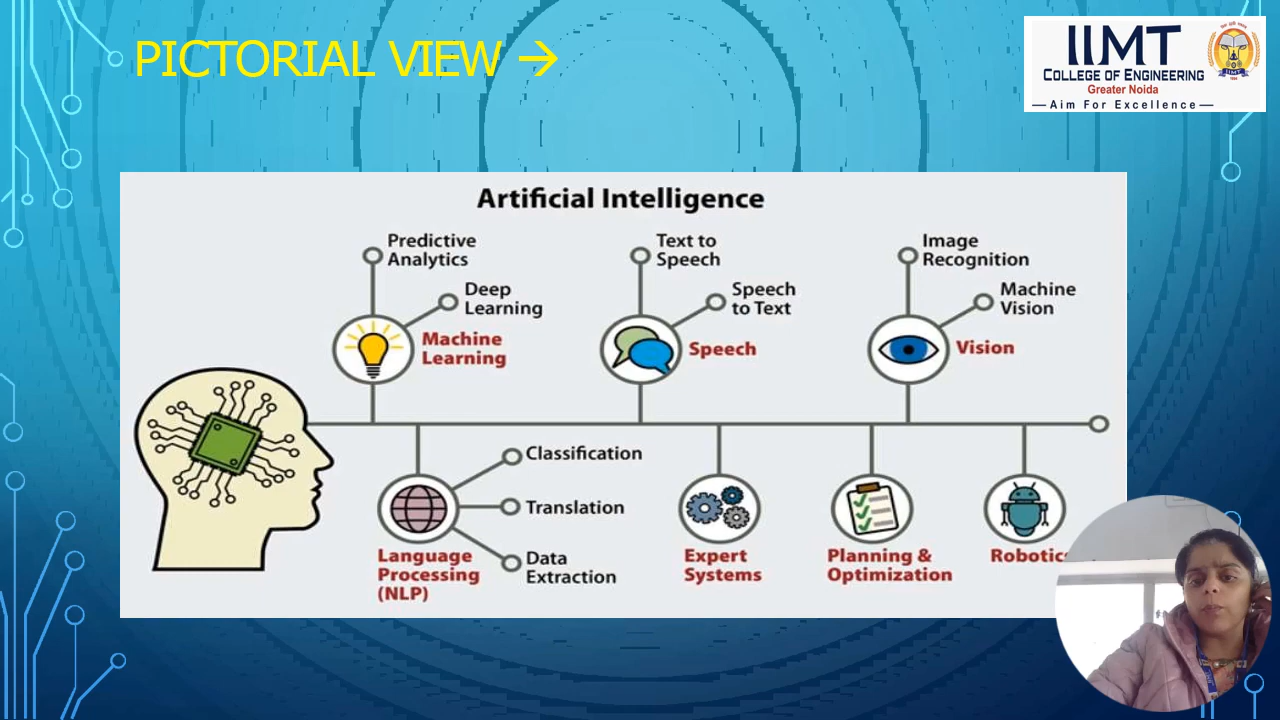 PICTORIAL VIEW →
IIMT
COLLEGE OF ENGINEERING
Greater Noida
Aim For Excellence
Artificial Intelligence
Predictive
Analytics
Deep
Learning
Machine
Learning
Text to
Speech
Speech
to Text
Speech
Image
Recognition
Machine
Vision
Vision
Classification
Translation
Data
Extraction
Language
Processing
(NLP)
Expert
Systems
Planning &
Optimization
Robotics